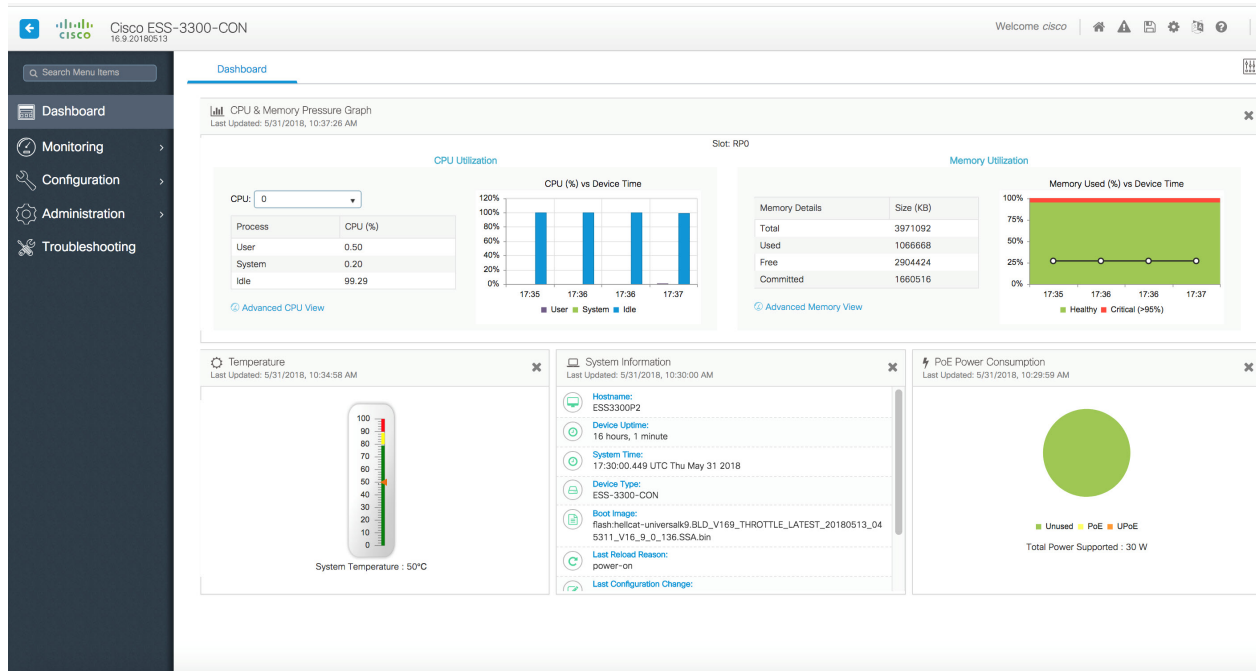 CISCO
Cisco ESS-3300-CON
16.9.20180513
Welcome cisco
Search Menu Items
Dashboard
Monitoring
Configuration
Administration
Troubleshooting
Dashboard
CPU & Memory Pressure Graph
Last Updated: 5/31/2018, 10:37:26 AM
Slot: RP0
CPU Utilization
CPU: 0
Process CPU (%)
User 0.50
System 0.20
Idle 99.29
Advanced CPU View
CPU (%) vs Device Time
120%
100%
80%
60%
40%
20%
0%
17:35 17:36 17:36 17:37
User System Idle
Memory Utilization
Memory Details Size (KB)
Total 3971092
Used 1066668
Free 2904424
Committed 1660516
Advanced Memory View
Memory Used (%) vs Device Time
100%
75%
50%
25%
0%
17:35 17:36 17:36 17:37
Healthy Critical (>95%)
Temperature
Last Updated: 5/31/2018, 10:34:58 AM
100
90
80
70
60
50
40
30
20
10
0
System Temperature : 50°C
System Information
Last Updated: 5/31/2018, 10:30:00 AM
Hostname:
ESS3300P2
Device Uptime:
16 hours, 1 minute
System Time:
17:30:00.449 UTC Thu May 31 2018
Device Type:
ESS-3300-CON
Boot Image:
flash:hellcat-universalk9.BLD_V169_THROTTLE_LATEST_20180513_04
5311_V16_9_0_136.SSA.bin
Last Reload Reason:
power-on
Last Configuration Change:
PoE Power Consumption
Last Updated: 5/31/2018, 10:29:59 AM
Unused PoE UPoE
Total Power Supported : 30 W